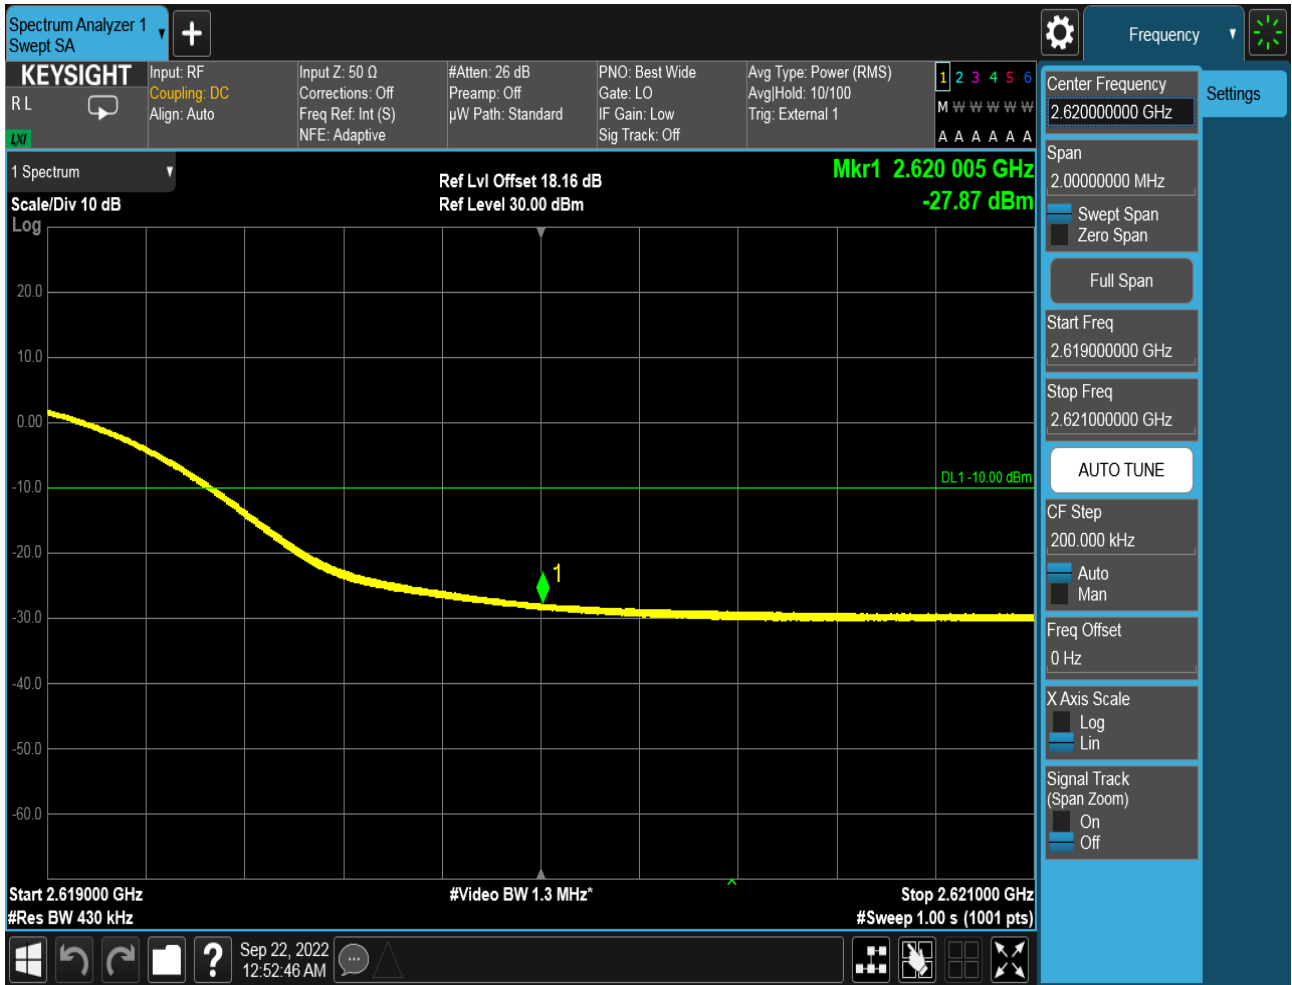 Spectrum Analyzer 1
Swept SA
Frequency
KEYSIGHT
R L
LXI
Input: RF
Coupling: DC
Align: Auto
Input Z: 50 Ω
Corrections: Off
Freq Ref: Int (S)
NFE: Adaptive
#Atten: 26 dB
Preamp: Off
µW Path: Standard
PNO: Best Wide
Gate: LO
IF Gain: Low
Sig Track: Off
Avg Type: Power (RMS)
Avg|Hold: 10/100
Trig: External 1
1 2 3 4 5 6
M W W W W W
A A A A A A
1 Spectrum
Scale/Div 10 dB
Log
Ref Lvl Offset 18.16 dB
Ref Level 30.00 dBm
Mkr1 2.620 005 GHz
-27.87 dBm
20.0
10.0
0.00
-10.0
-20.0
-30.0
-40.0
-50.0
-60.0
DL1 -10.00 dBm
1
Start 2.619000 GHz
#Res BW 430 kHz
#Video BW 1.3 MHz*
Stop 2.621000 GHz
#Sweep 1.00 s (1001 pts)
Center Frequency
2.620000000 GHz
Settings
Span
2.00000000 MHz
Swept Span
Zero Span
Full Span
Start Freq
2.619000000 GHz
Stop Freq
2.621000000 GHz
AUTO TUNE
CF Step
200.000 kHz
Auto
Man
Freq Offset
0 Hz
X Axis Scale
Log
Lin
Signal Track
(Span Zoom)
On
Off
?
Sep 22, 2022
12:52:46 AM